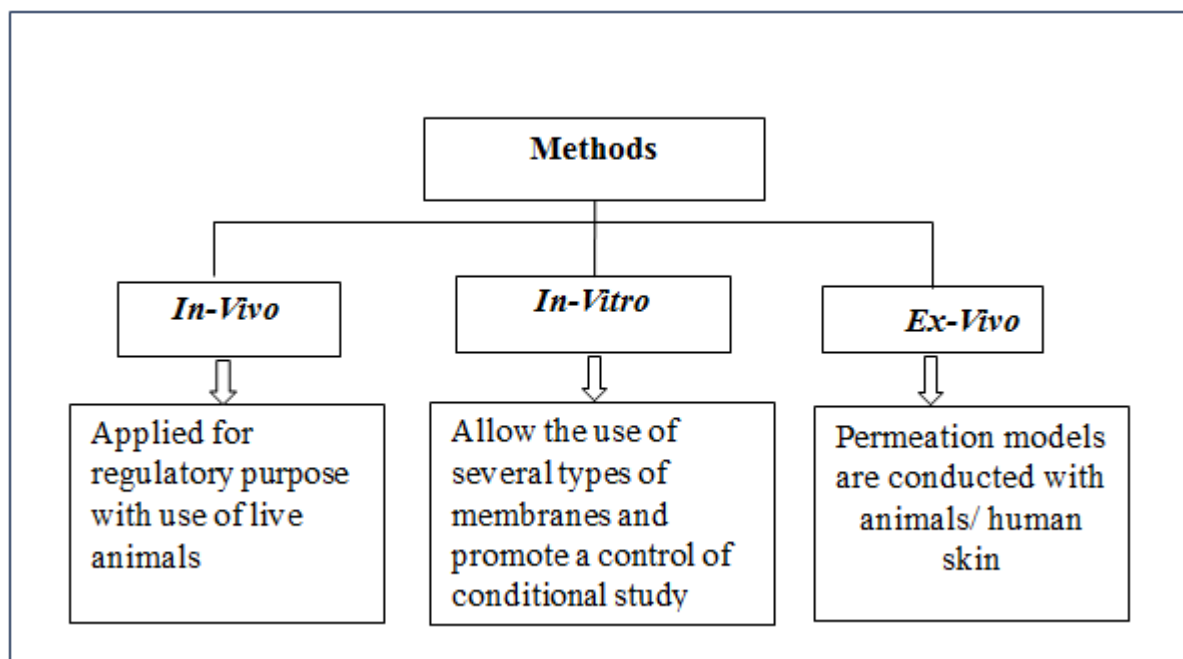 Methods
In-Vivo
In-Vitro
Ex-Vivo
Applied for
regulatory purpose
with use of live
animals
Allow the use of
several types of
membranes and
promote a control of
conditional study
Permeation models
are conducted with
animals/ human
skin